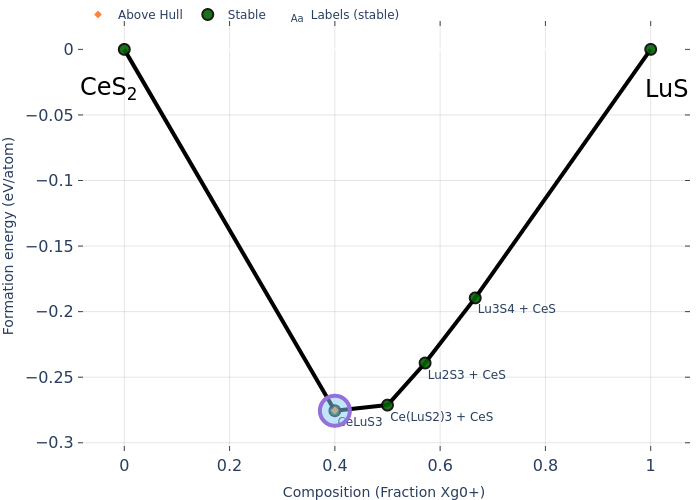 Above Hull Stable Aa Labels (stable)
0
−0.05
−0.1
−0.15
−0.2
−0.25
−0.3
Formation energy (eV/atom)
CeS2
LuS
Lu3S4 + CeS
Lu2S3 + CeS
Ce(LuS2)3 + CeS
CeLuS3
0 0.2 0.4 0.6 0.8 1
Composition (Fraction Xg0+)